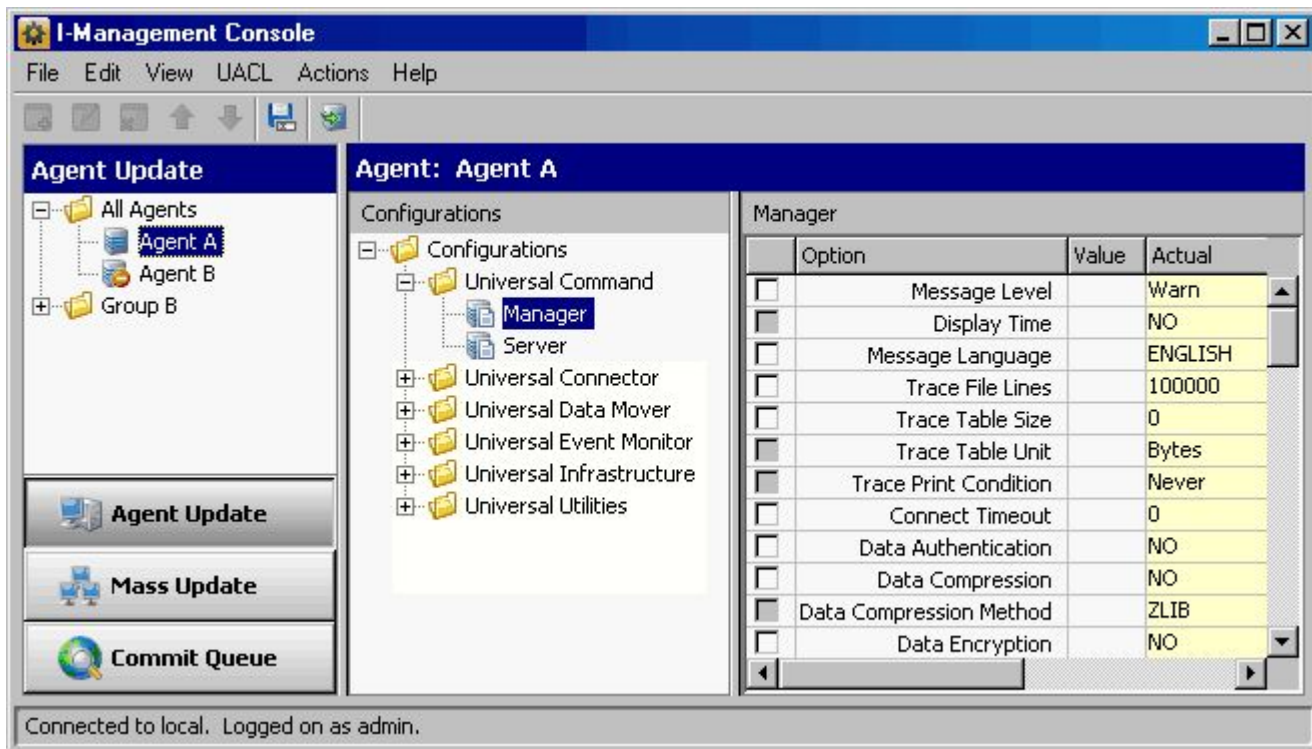 I-Management Console
File Edit View UACL Actions Help
Agent Update
All Agents
Agent A
Agent B
Group B
Agent Update
Mass Update
Commit Queue
Agent: Agent A
Configurations
Configurations
Universal Command
Manager
Server
Universal Connector
Universal Data Mover
Universal Event Monitor
Universal Infrastructure
Universal Utilities
Manager
Option Value Actual
Message Level Warn
Display Time NO
Message Language ENGLISH
Trace File Lines 100000
Trace Table Size 0
Trace Table Unit Bytes
Trace Print Condition Never
Connect Timeout 0
Data Authentication NO
Data Compression NO
Data Compression Method ZLIB
Data Encryption NO
Connected to local. Logged on as admin.